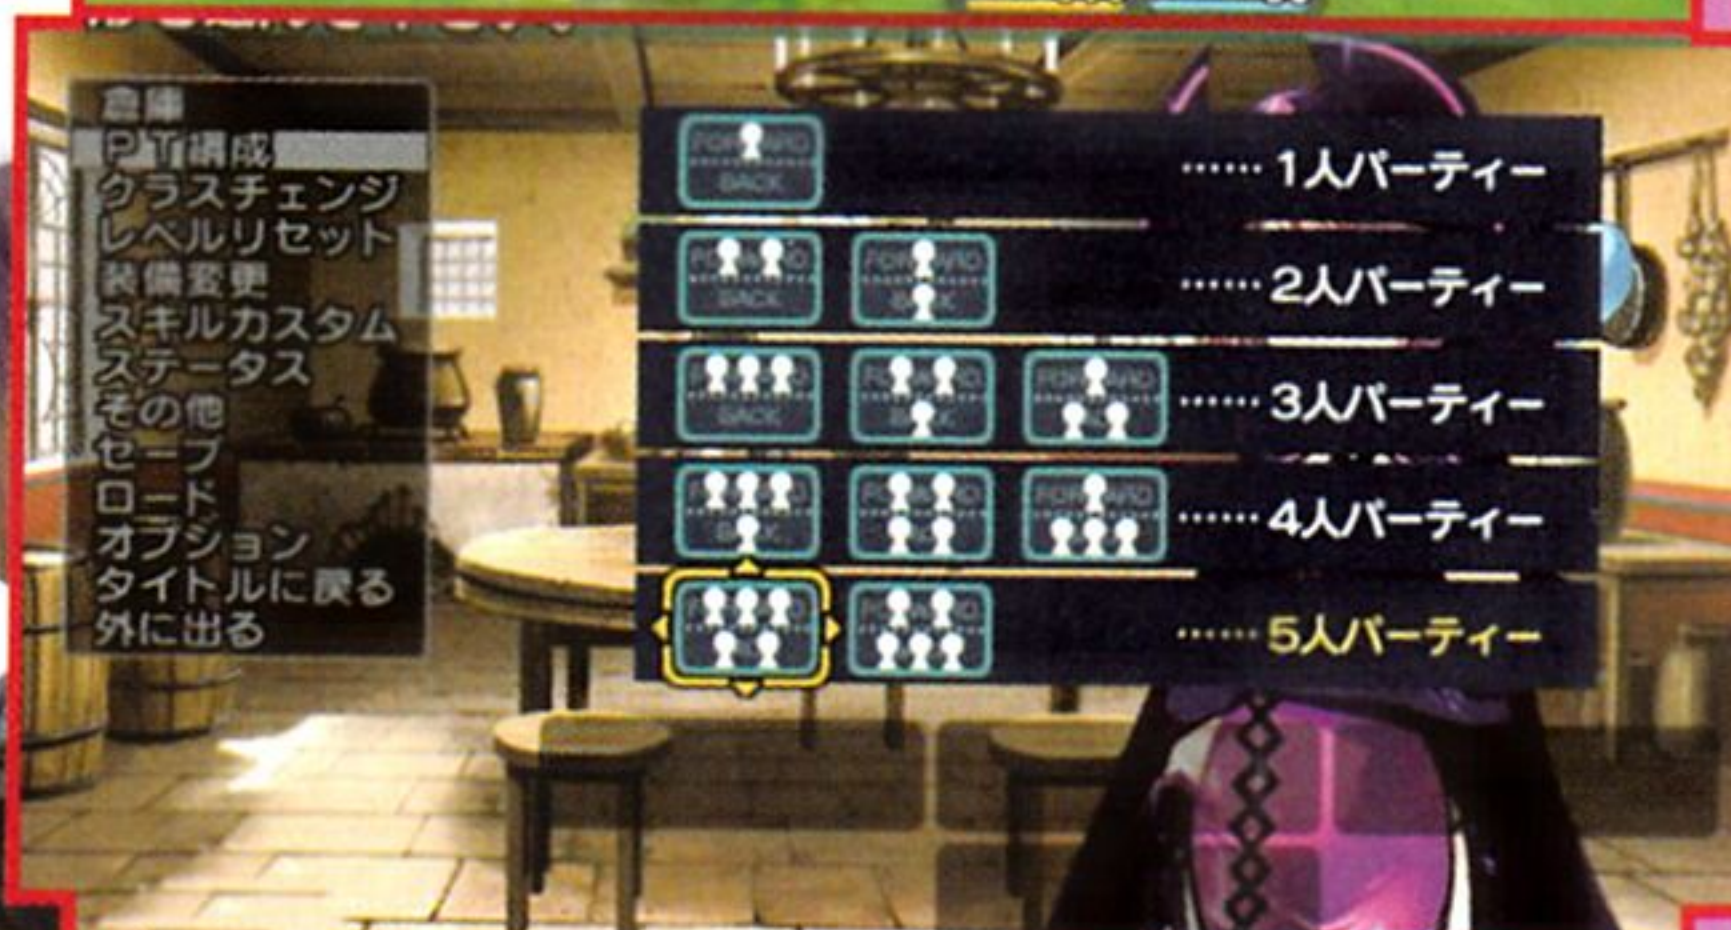 倉庫
PT構成
クラスチェンジ
レベルリセット
装備変更
スキルカスタム
ステータス
その他
セーブ
ロード
オプション
タイトルに戻る
外に出る
BACK
……1人パーティー
BACK
……2人パーティー
BACK
……3人パーティー
……4人パーティー
……5人パーティー